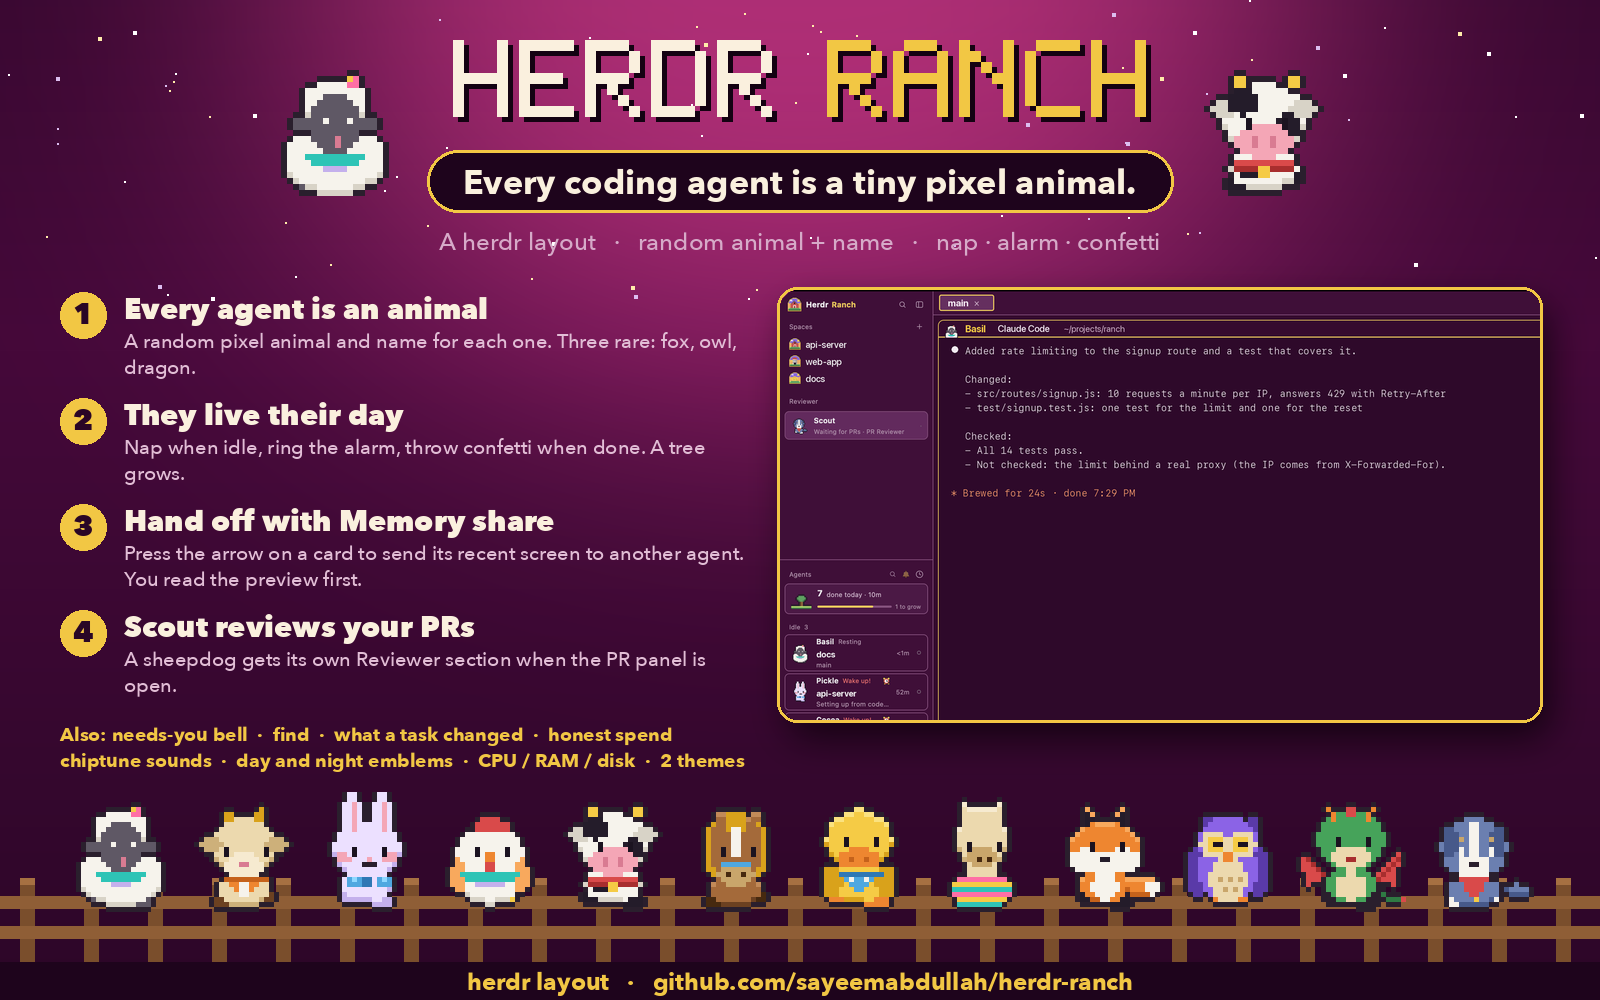 HERDR RANCH
Every coding agent is a tiny pixel animal.
A herdr layout · random animal + name · nap · alarm · confetti
1 Every agent is an animal
A random pixel animal and name for each one. Three rare: fox, owl,
dragon.
2 They live their day
Nap when idle, ring the alarm, throw confetti when done. A tree
grows.
3 Hand off with Memory share
Press the arrow on a card to send its recent screen to another agent.
You read the preview first.
4 Scout reviews your PRs
A sheepdog gets its own Reviewer section when the PR panel is
open.
Also: needs-you bell · find · what a task changed · honest spend
chiptune sounds · day and night emblems · CPU / RAM / disk · 2 themes
Herdr Ranch
Spaces +
api-server
web-app
docs
Reviewer
Scout
Waiting for PRs · PR Reviewer
Agents
7 done today · 10m
1 to grow
Idle 3
Basil Resting
docs <1m
main
Pickle Wake up!
api-server 52m
Setting up from code...
Cocoa Wake up!
main ×
Basil Claude Code ~/projects/ranch
Added rate limiting to the signup route and a test that covers it.
Changed:
– src/routes/signup.js: 10 requests a minute per IP, answers 429 with Retry-After
– test/signup.test.js: one test for the limit and one for the reset
Checked:
– All 14 tests pass.
– Not checked: the limit behind a real proxy (the IP comes from X-Forwarded-For).
* Brewed for 24s · done 7:29 PM
herdr layout · github.com/sayeemabdullah/herdr-ranch